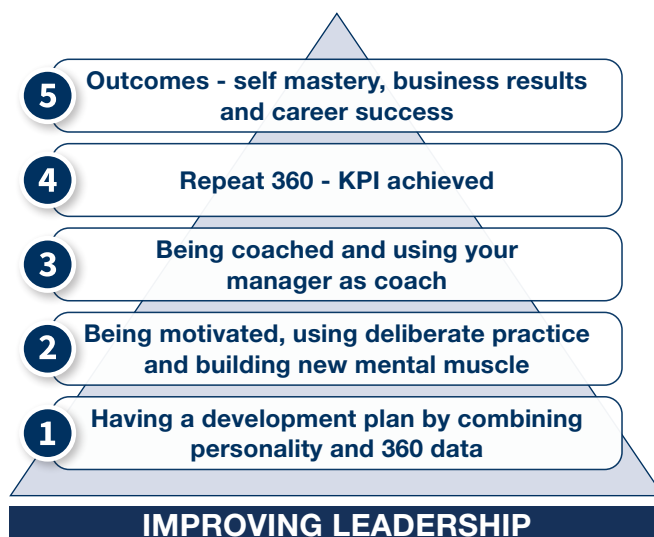 5
Outcomes - self mastery, business results
and career success
4
Repeat 360 - KPI achieved
3
Being coached and using your
manager as coach
2
Being motivated, using deliberate practice
and building new mental muscle
1
Having a development plan by combining
personality and 360 data
IMPROVING LEADERSHIP